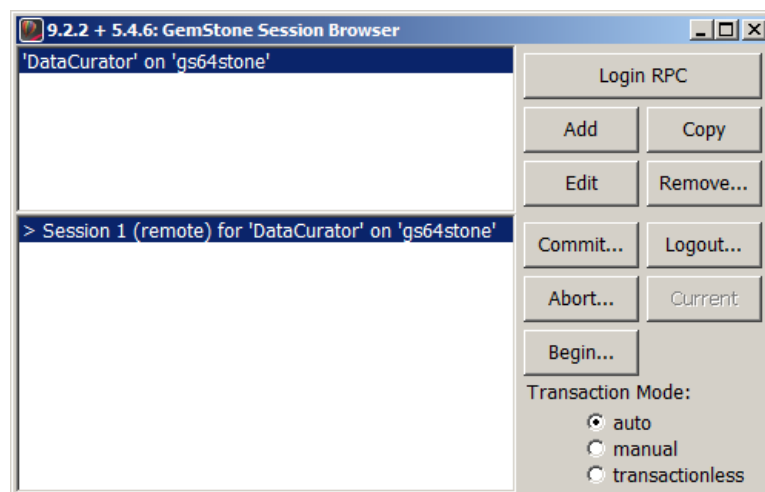 9.2.2 + 5.4.6: GemStone Session Browser
'DataCurator' on 'gs64stone'
Login RPC
Add
Copy
Edit
Remove...
> Session 1 (remote) for 'DataCurator' on 'gs64stone'
Commit...
Logout...
Abort...
Current
Begin...
Transaction Mode:
auto
manual
transactionless